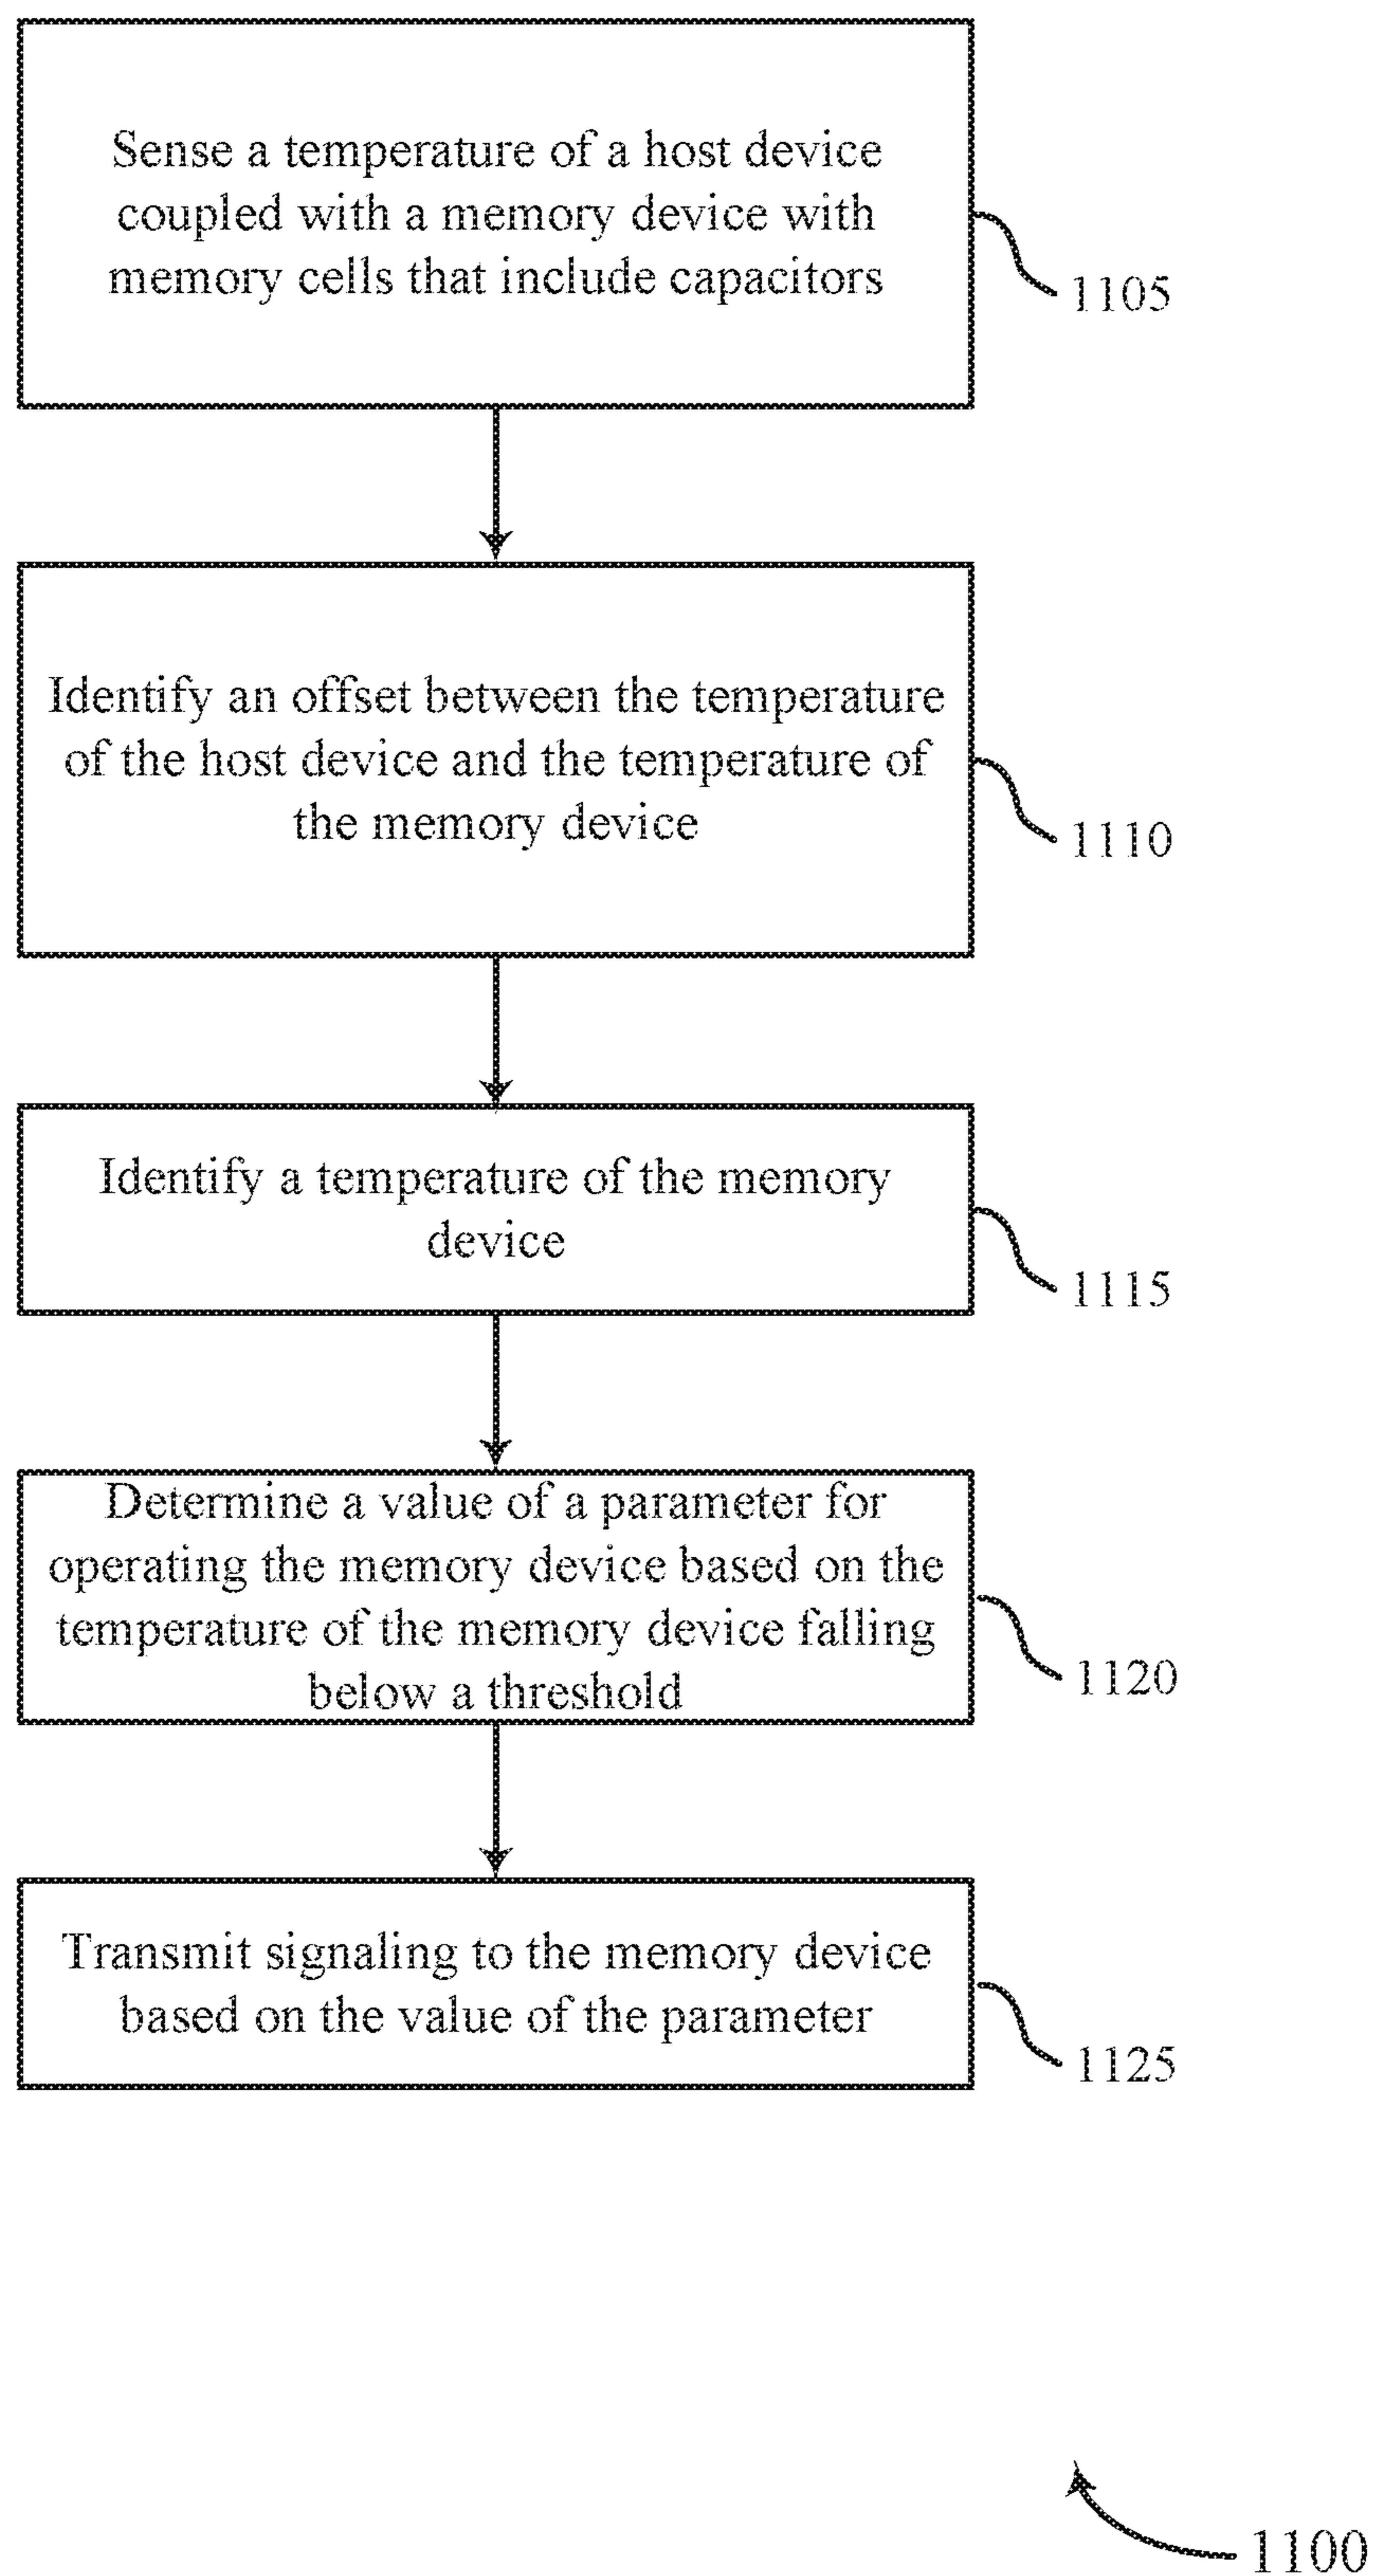 Sense a temperature of a host device
coupled with a memory device with
memory cells that include capacitors
1105
Identify an offset between the temperature
of the host device and the temperature of
the memory device
1110
Identify a temperature of the memory
device
1115
Determine a value of a parameter for
operating the memory device based on the
temperature of the memory device falling
below a threshold
1120
Transmit signaling to the memory device
based on the value of the parameter
1125
1100